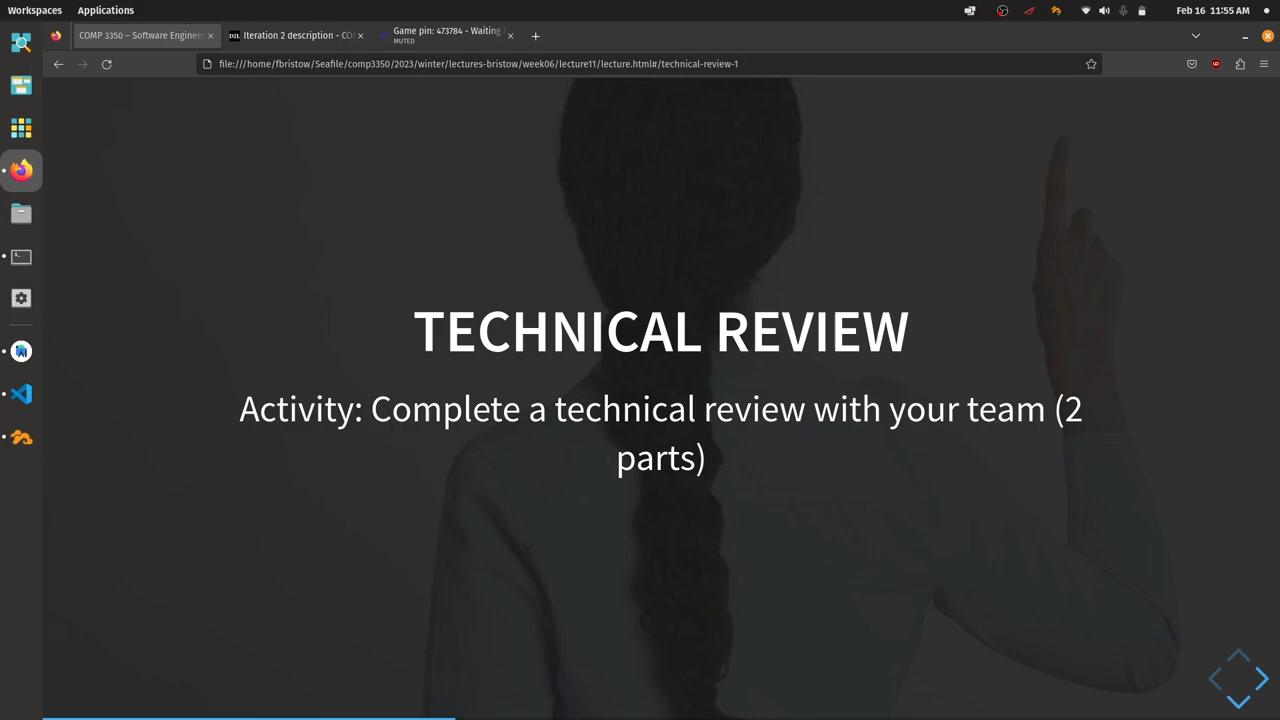 Workspaces Applications Feb 16 11:55 AM
COMP 3350 – Software Enginee Iteration 2 description - CO Game pin: 473784 - Waiting
MUTED
file:///home/fbristow/Seafile/comp3350/2023/winter/lectures-bristow/week06/lecture11/lecture.html#/technical-review-1
TECHNICAL REVIEW
Activity: Complete a technical review with your team (2
parts)